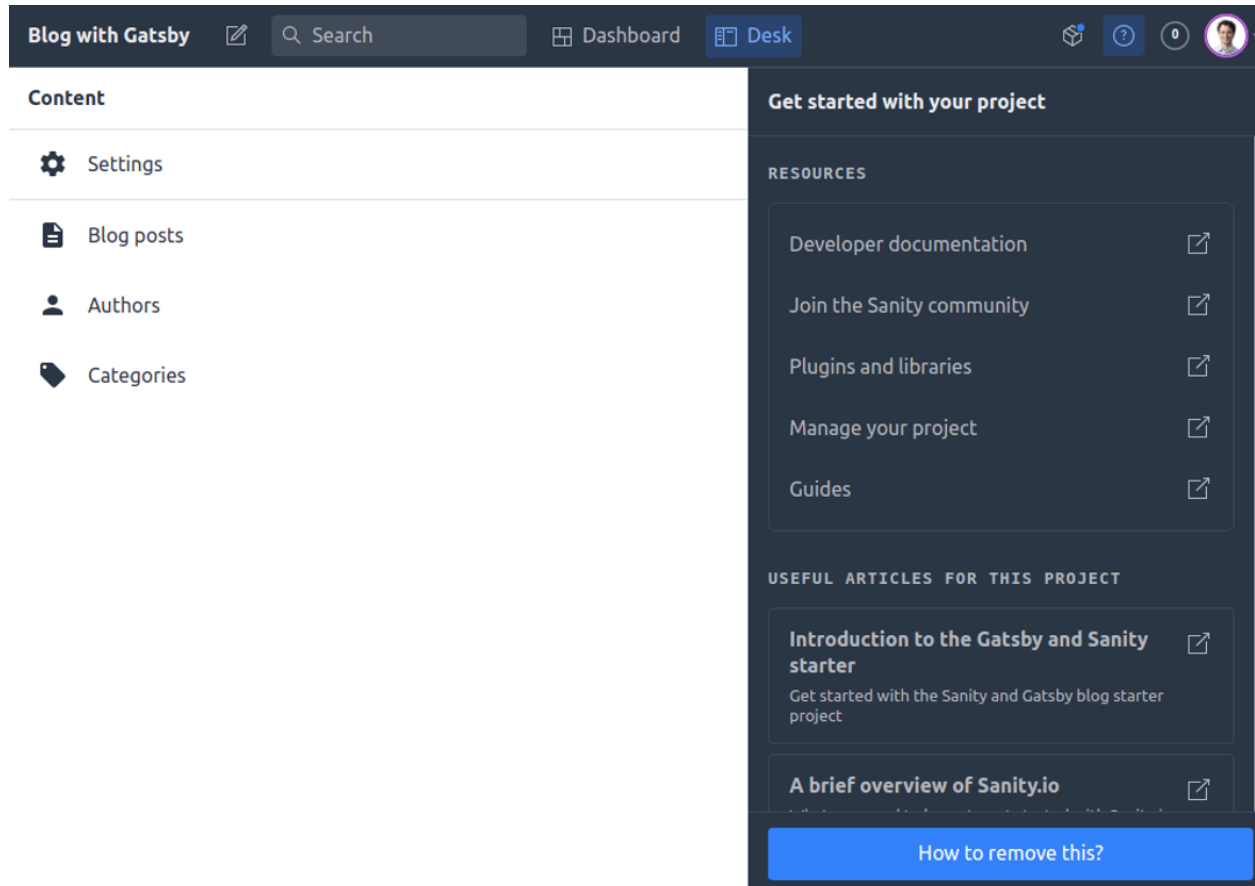 Blog with Gatsby Search Dashboard Desk ? 0
Content
Settings
Blog posts
Authors
Categories
Get started with your project
RESOURCES
Developer documentation
Join the Sanity community
Plugins and libraries
Manage your project
Guides
USEFUL ARTICLES FOR THIS PROJECT
Introduction to the Gatsby and Sanity
starter
Get started with the Sanity and Gatsby blog starter
project
A brief overview of Sanity.io
How to remove this?